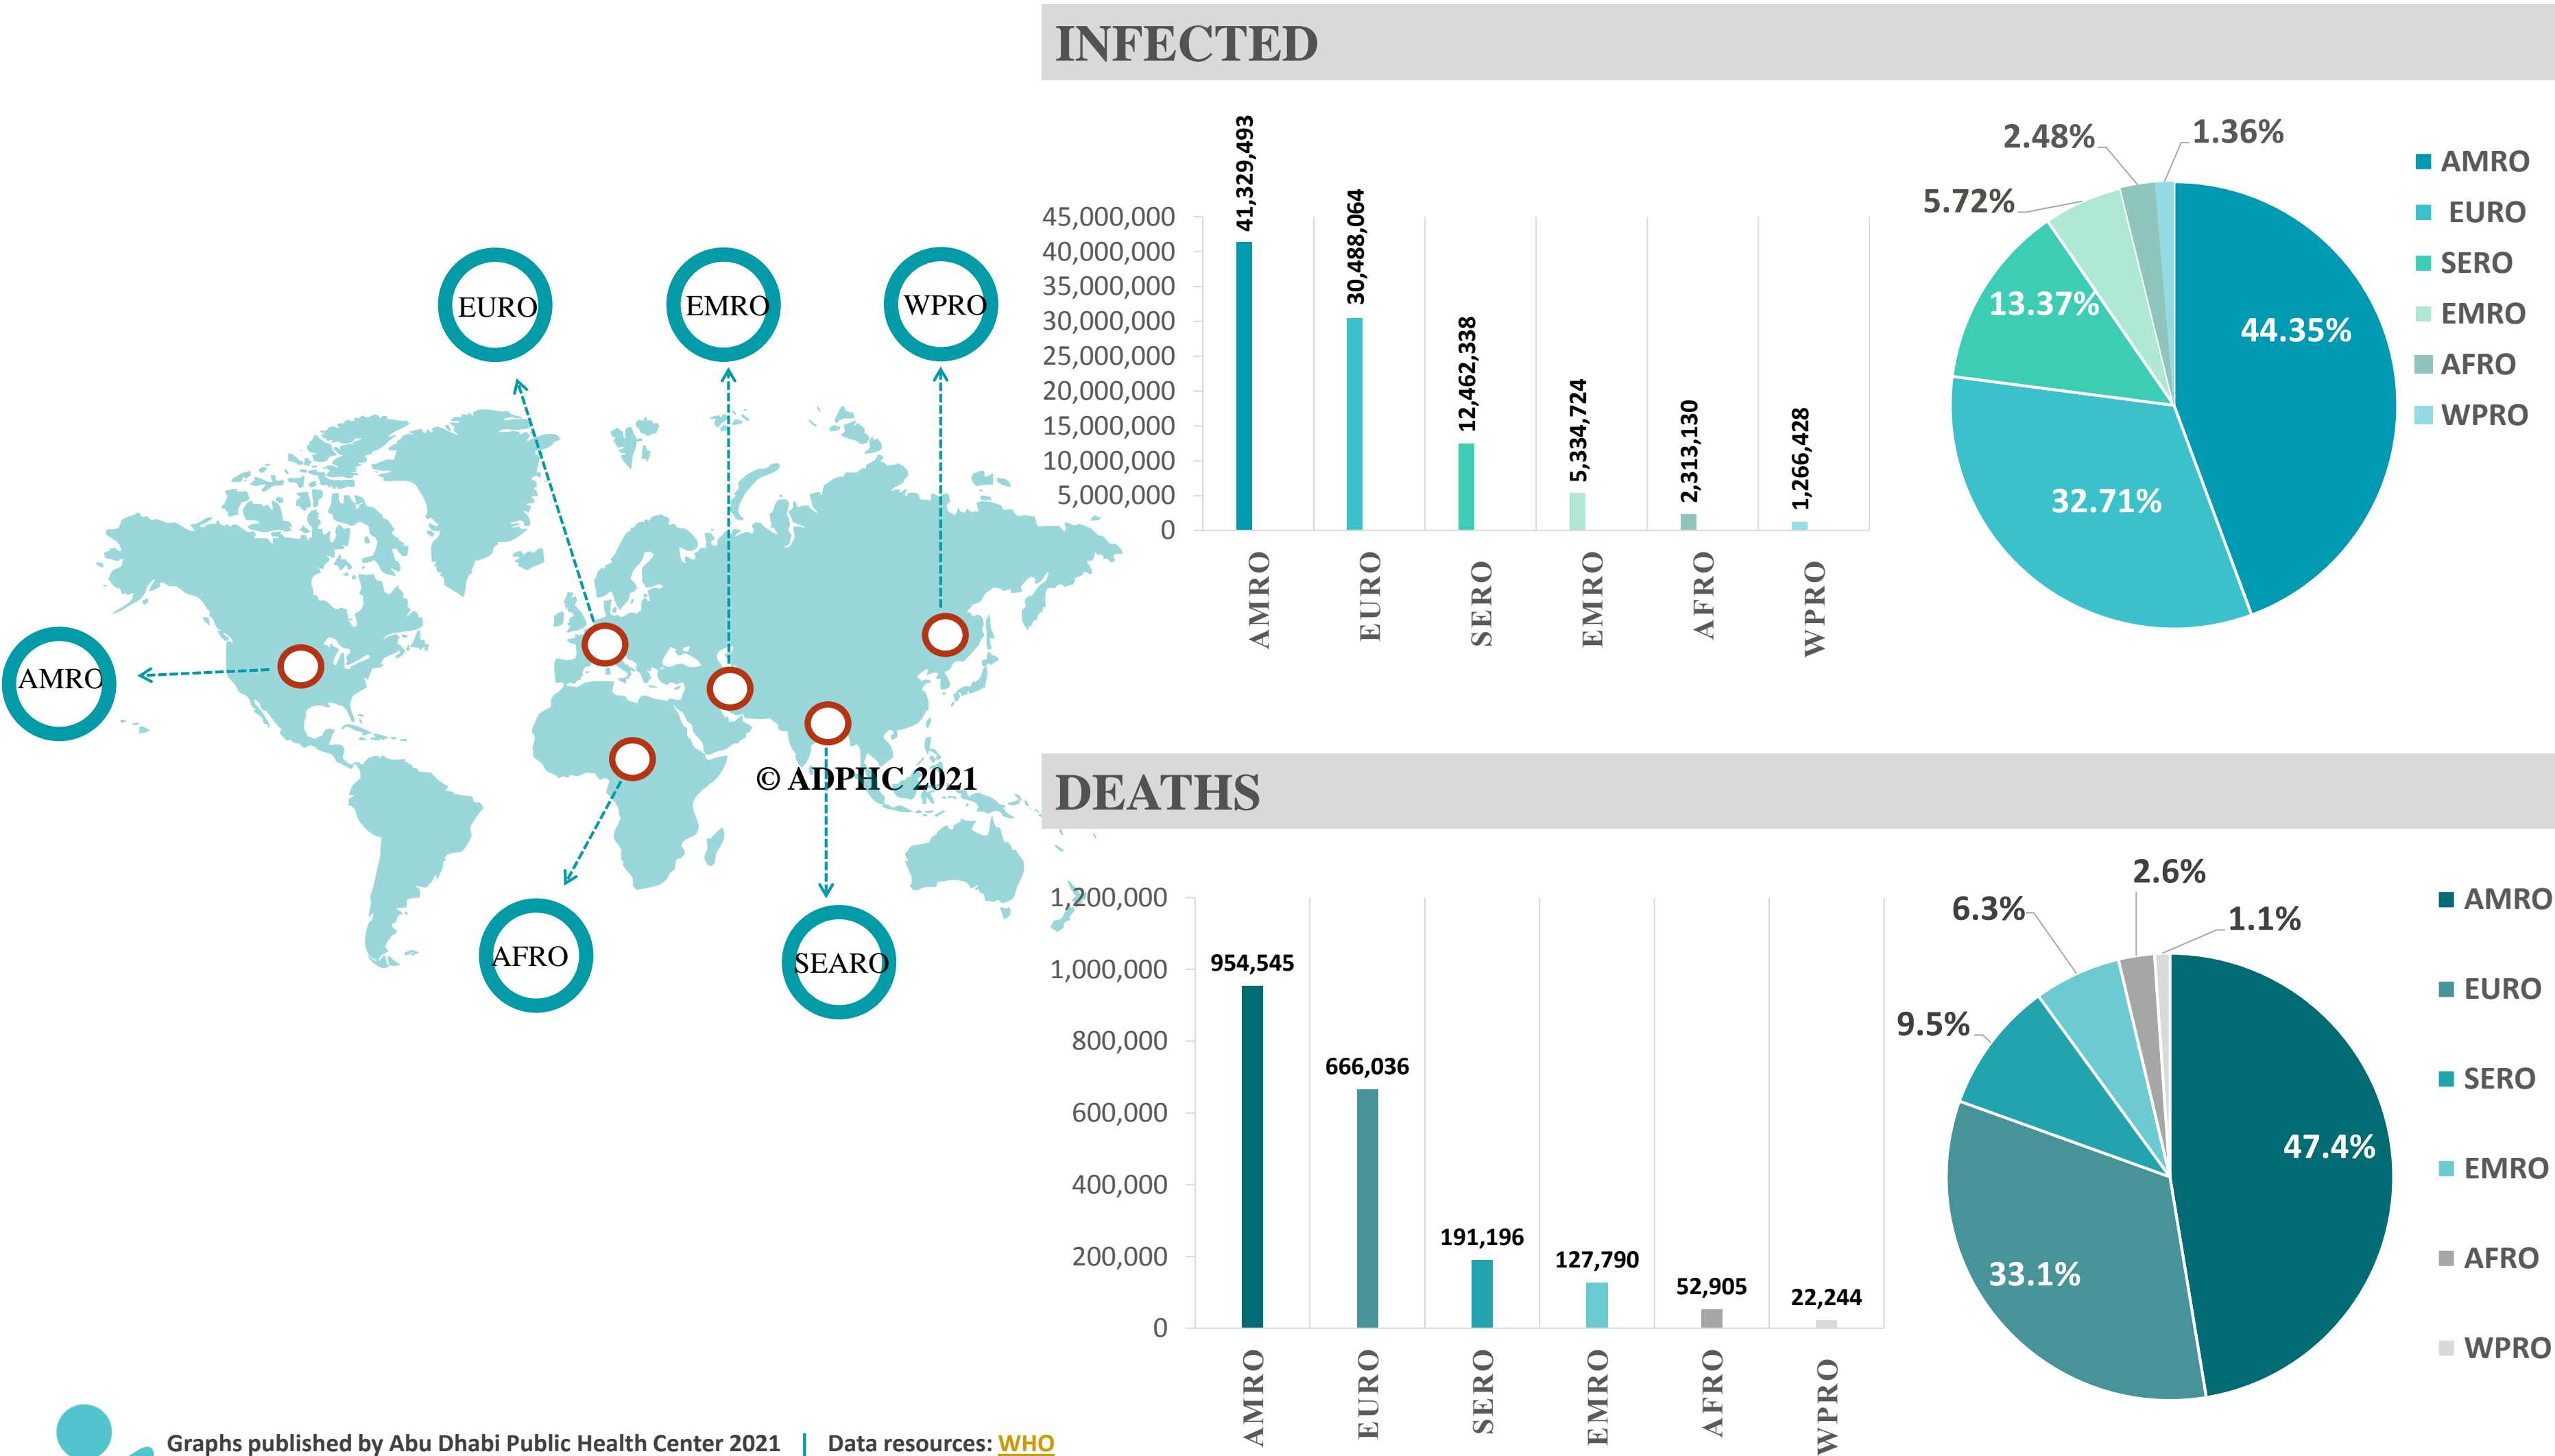 INFECTED
EURO
EMRO
WPRO
AMRO
AFRO
SEARO
© ADPHC 2021
45,000,000
40,000,000
35,000,000
30,000,000
25,000,000
20,000,000
15,000,000
10,000,000
5,000,000
0
41,329,493
30,488,064
12,462,338
5,334,724
2,313,130
1,266,428
AMRO
EURO
SERO
EMRO
AFRO
WPRO
2.48%
1.36%
5.72%
13.37%
44.35%
32.71%
AMRO
EURO
SERO
EMRO
AFRO
WPRO
DEATHS
1,200,000
1,000,000
800,000
600,000
400,000
200,000
0
954,545
666,036
191,196
127,790
52,905
22,244
AMRO
EURO
SERO
EMRO
AFRO
WPRO
2.6%
6.3%
1.1%
9.5%
47.4%
33.1%
AMRO
EURO
SERO
EMRO
AFRO
WPRO
Graphs published by Abu Dhabi Public Health Center 2021 | Data resources: WHO